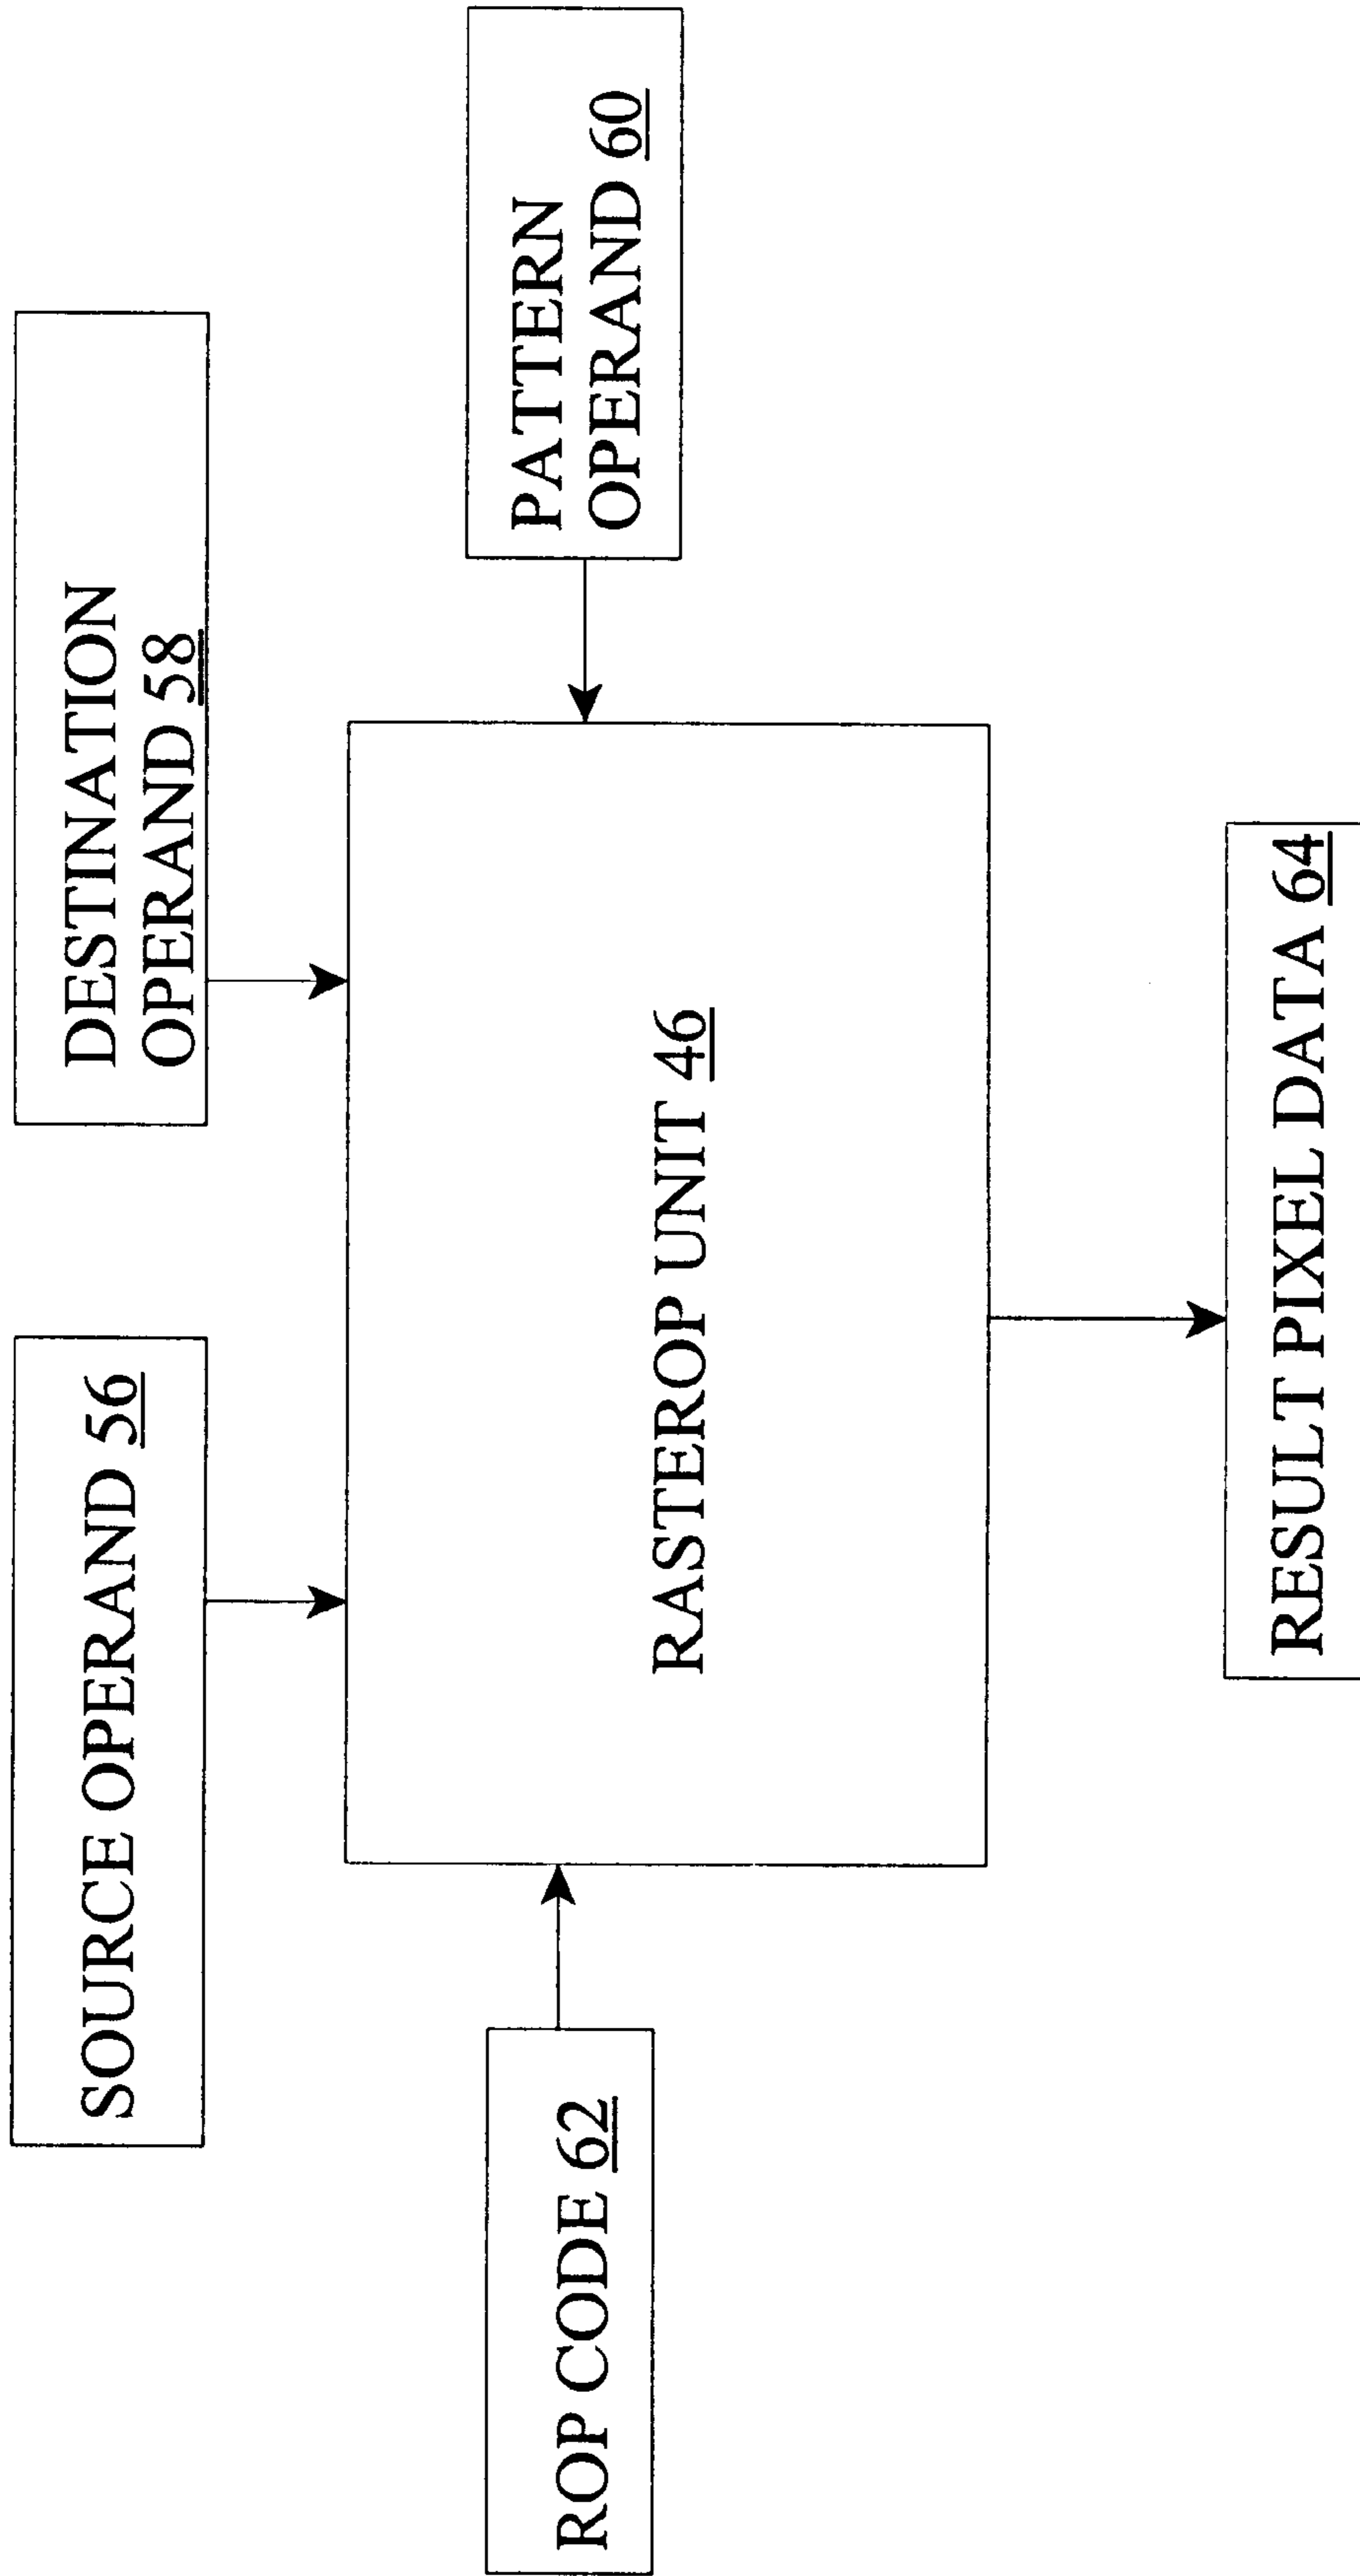 SOURCE OPERAND 56
DESTINATION
OPERAND 58
ROP CODE 62
RASTEROP UNIT 46
PATTERN
OPERAND 60
RESULT PIXEL DATA 64